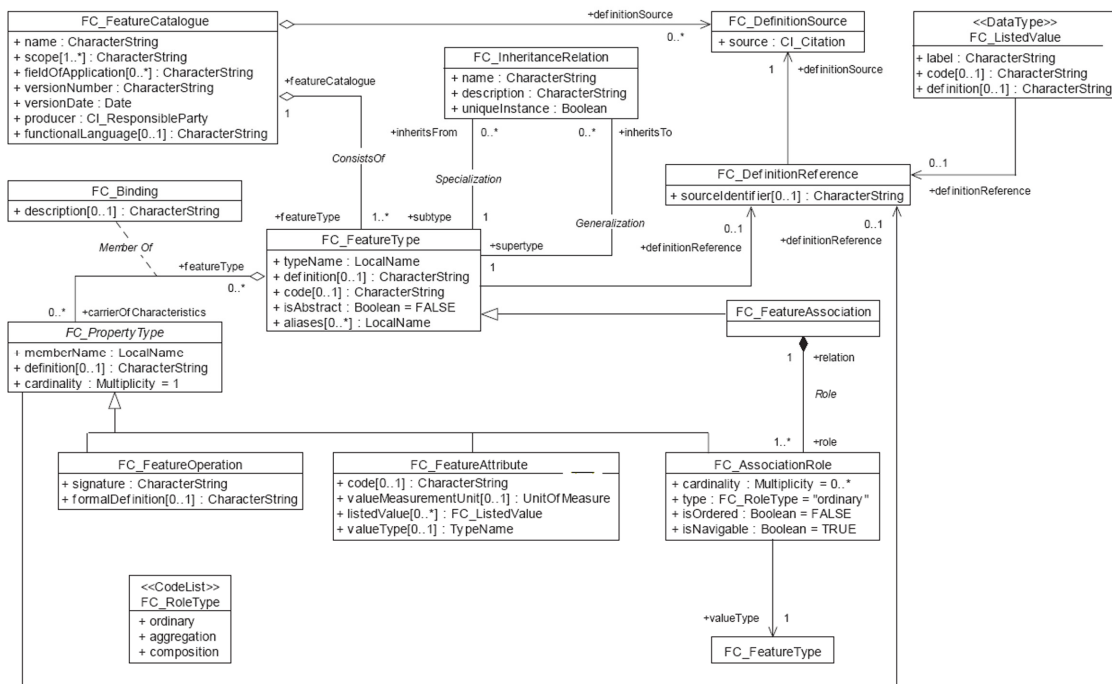 FC_FeatureCatalogue
+ name : CharacterString
+ scope[1..*] : CharacterString
+ fieldOfApplication[0..*] : CharacterString
+ versionNumber : CharacterString
+ versionDate : Date
+ producer : CI_ResponsibleParty
+ functionalLanguage[0..1] : CharacterString
+definitionSource
0..*
FC_DefinitionSource
+ source : CI_Citation
<<DataType>>
FC_ListedValue
+ label : CharacterString
+ code[0..1] : CharacterString
+ definition[0..1] : CharacterString
+featureCatalogue
1
FC_InheritanceRelation
+ name : CharacterString
+ description : CharacterString
+ uniqueInstance : Boolean
1
+definitionSource
+inheritsFrom
0..*
0..*
+inheritsTo
ConsistsOf
Specialization
Generalization
0..1
+definitionReference
FC_DefinitionReference
+ sourceIdentifier[0..1] : CharacterString
FC_Binding
+ description[0..1] : CharacterString
Member Of
+featureType
1..*
+subtype
1
0..1
+definitionReference
0..1
+definitionReference
FC_FeatureType
+ typeName : LocalName
+ definition[0..1] : CharacterString
+ code[0..1] : CharacterString
+ isAbstract : Boolean = FALSE
+ aliases[0..*] : LocalName
+supertype
1
+featureType
0..*
0..*
+carrierOfCharacteristics
FC_PropertyType
+ memberName : LocalName
+ definition[0..1] : CharacterString
+ cardinality : Multiplicity = 1
FC_FeatureAssociation
1
+relation
Role
1..*
+role
FC_FeatureOperation
+ signature : CharacterString
+ formalDefinition[0..1] : CharacterString
FC_FeatureAttribute
+ code[0..1] : CharacterString
+ valueMeasurementUnit[0..1] : UnitOfMeasure
+ listedValue[0..*] : FC_ListedValue
+ valueType[0..1] : TypeName
FC_AssociationRole
+ cardinality : Multiplicity = 0..*
+ type : FC_RoleType = "ordinary"
+ isOrdered : Boolean = FALSE
+ isNavigable : Boolean = TRUE
<<CodeList>>
FC_RoleType
+ ordinary
+ aggregation
+ composition
+valueType
1
FC_FeatureType